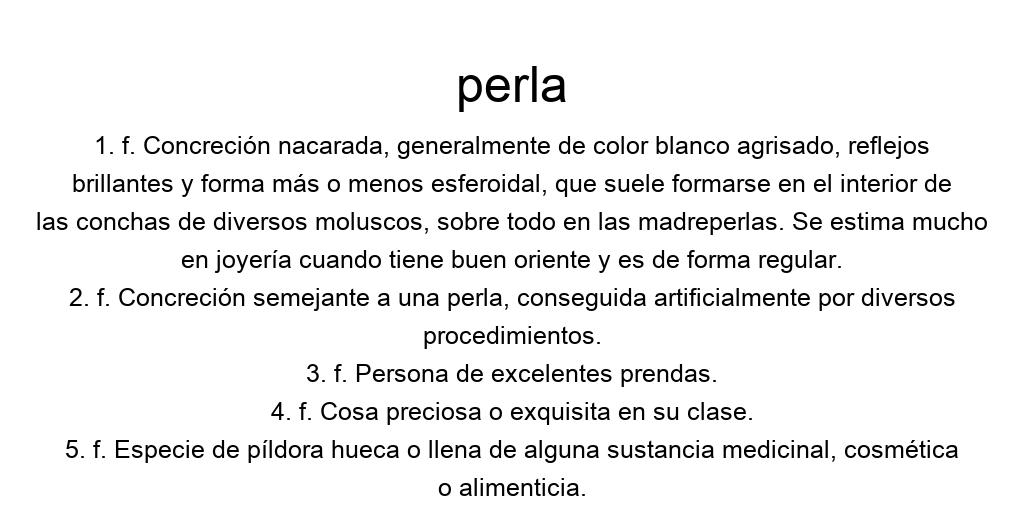 perla
1. f. Concreción nacarada, generalmente de color blanco agrisado, reflejos
brillantes y forma más o menos esferoidal, que suele formarse en el interior de
las conchas de diversos moluscos, sobre todo en las madreperlas. Se estima mucho
en joyería cuando tiene buen oriente y es de forma regular.
2. f. Concreción semejante a una perla, conseguida artificialmente por diversos
procedimientos.
3. f. Persona de excelentes prendas.
4. f. Cosa preciosa o exquisita en su clase.
5. f. Especie de píldora hueca o llena de alguna sustancia medicinal, cosmética
o alimenticia.